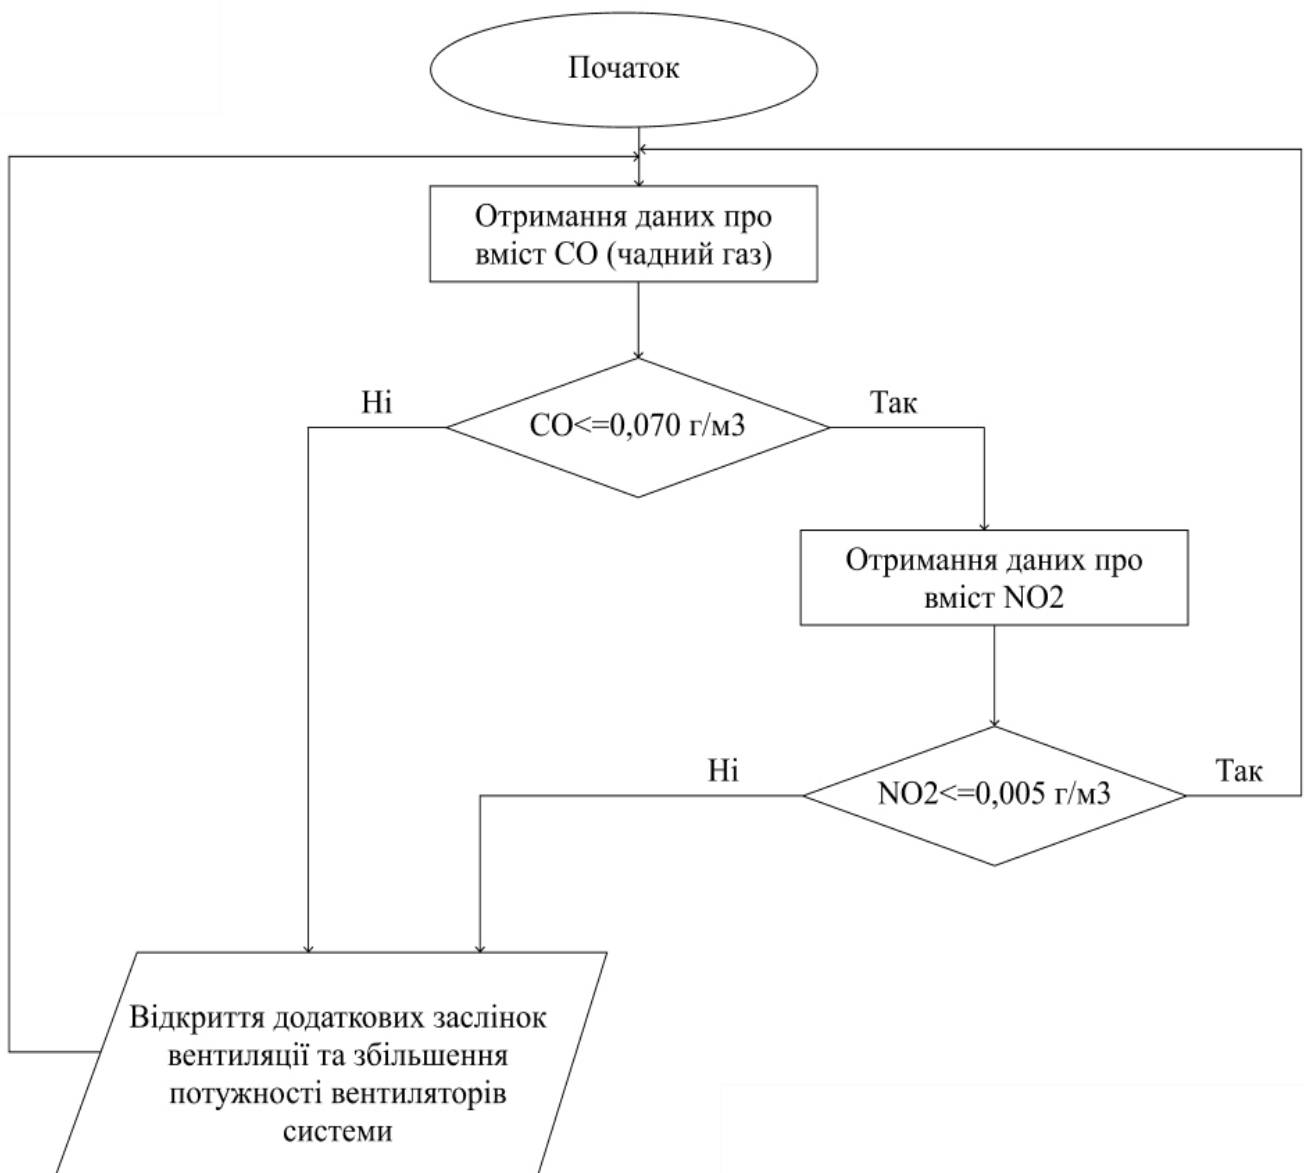 Початок
Отримання даних про
вміст СО (чадний газ)
Ні
Так
СО<=0,070 г/м3
Отримання даних про
вміст NO2
Ні
Так
NO2<=0,005 г/м3
Відкриття додаткових заслінок
вентиляції та збільшення
потужності вентиляторів
системи